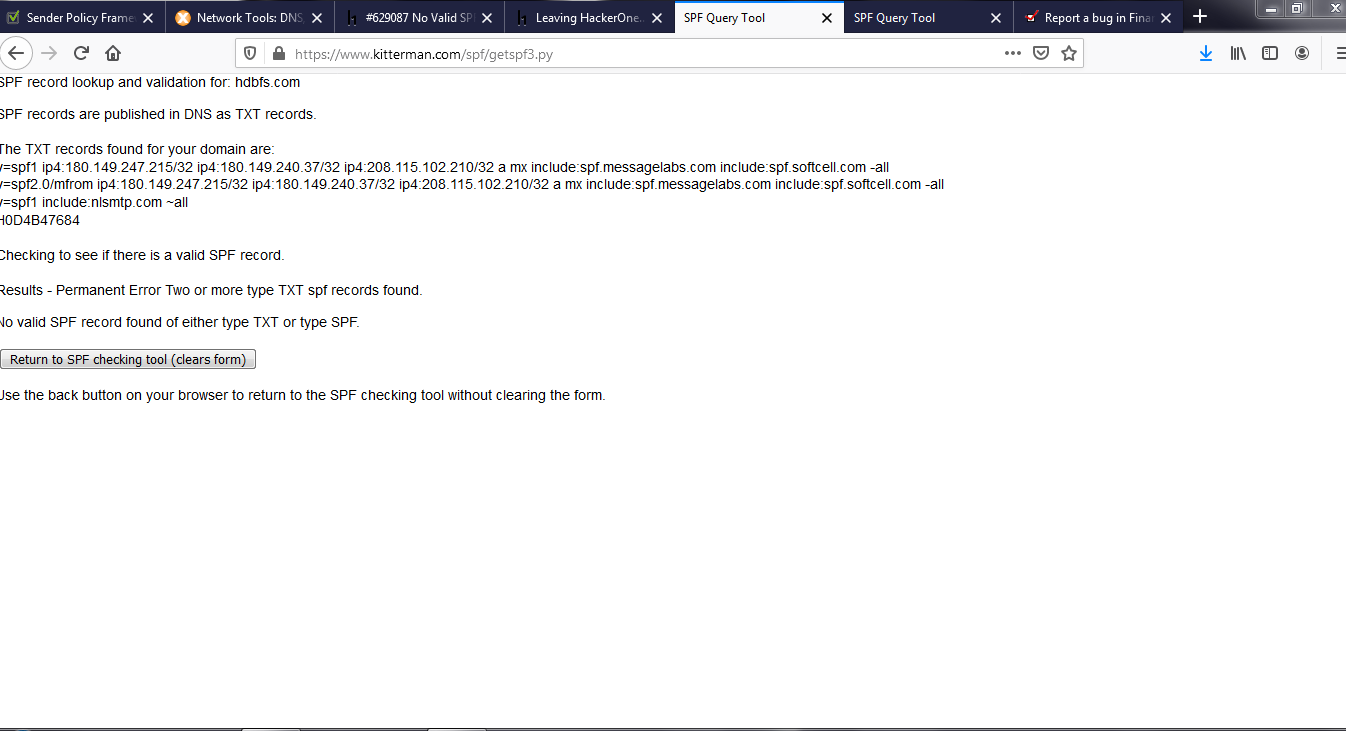 Sender Policy Frame
Network Tools: DNS,
#629087 No Valid SP
Leaving HackerOne.
SPF Query Tool
SPF Query Tool
Report a bug in Finan
https://www.kitterman.com/spf/getspf3.py
SPF record lookup and validation for: hdbfs.com
SPF records are published in DNS as TXT records.
The TXT records found for your domain are:
v=spf1 ip4:180.149.247.215/32 ip4:180.149.240.37/32 ip4:208.115.102.210/32 a mx include:spf.messagelabs.com include:spf.softcell.com -all
v=spf2.0/mfrom ip4:180.149.247.215/32 ip4:180.149.240.37/32 ip4:208.115.102.210/32 a mx include:spf.messagelabs.com include:spf.softcell.com -all
v=spf1 include:nlsmtp.com ~all
H0D4B47684
Checking to see if there is a valid SPF record.
Results - Permanent Error Two or more type TXT spf records found.
No valid SPF record found of either type TXT or type SPF.
Return to SPF checking tool (clears form)
Use the back button on your browser to return to the SPF checking tool without clearing the form.